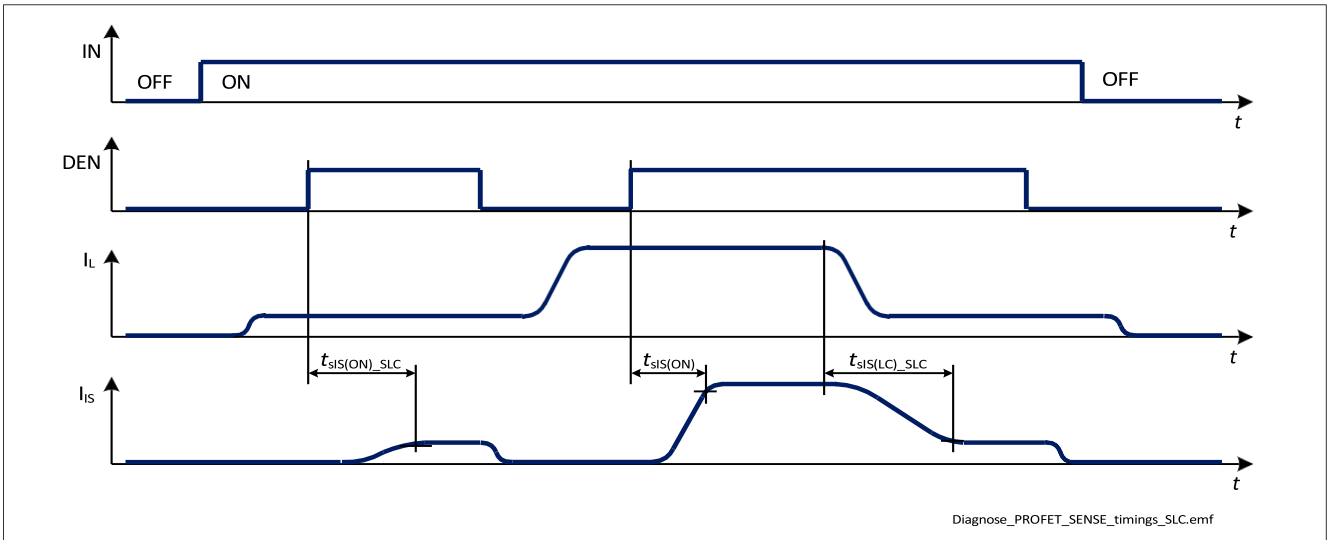 IN
OFF
ON
OFF
t
DEN
t
IL
t
tsIS(ON)_SLC
tsIS(ON)
tsIS(LC)_SLC
IIS
t
Diagnose_PROFET_SENSE_timings_SLC.emf